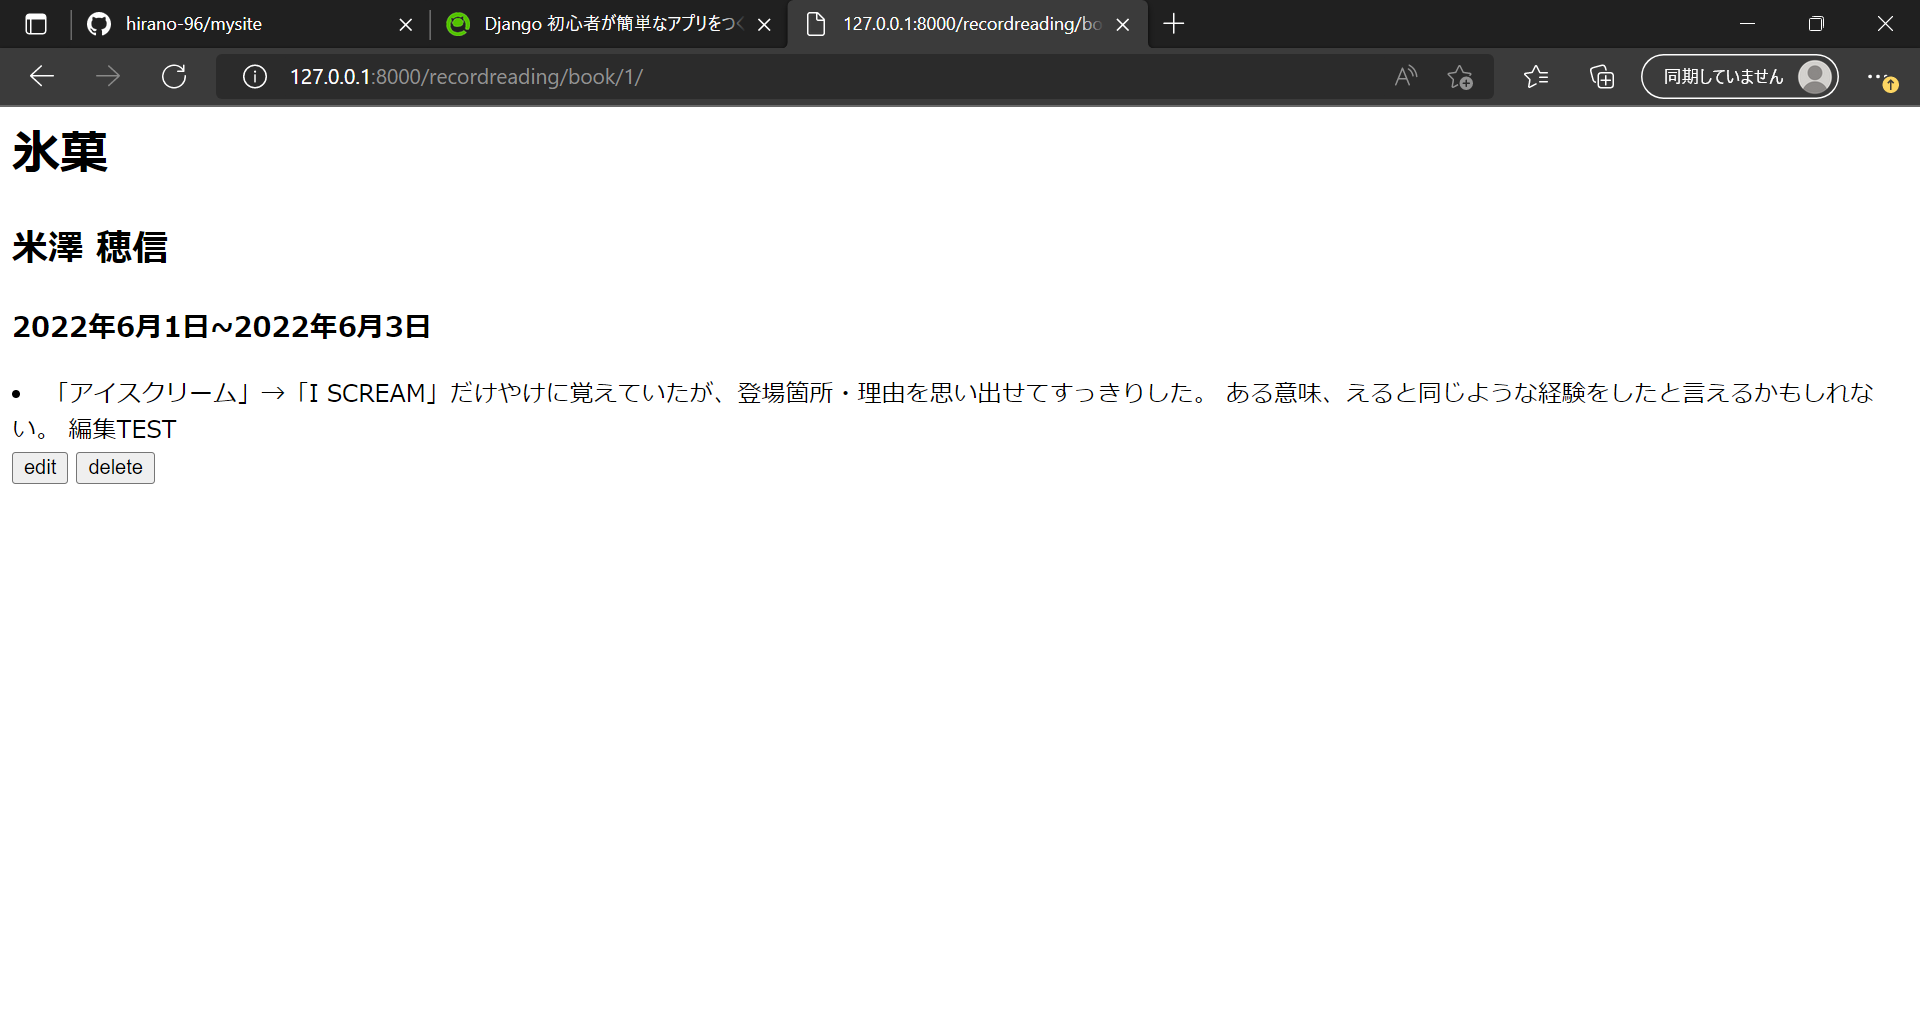 hirano-96/mysite
Django 初心者が簡単なアプリをつく
127.0.0.1:8000/recordreading/bo
127.0.0.1:8000/recordreading/book/1/
同期していません
氷菓
米澤 穂信
2022年6月1日~2022年6月3日
• 「アイスクリーム」→「I SCREAM」だけやけに覚えていたが、登場箇所・理由を思い出せてすっきりした。 ある意味、えると同じような経験をしたと言えるかもしれな
い。 編集TEST
edit delete